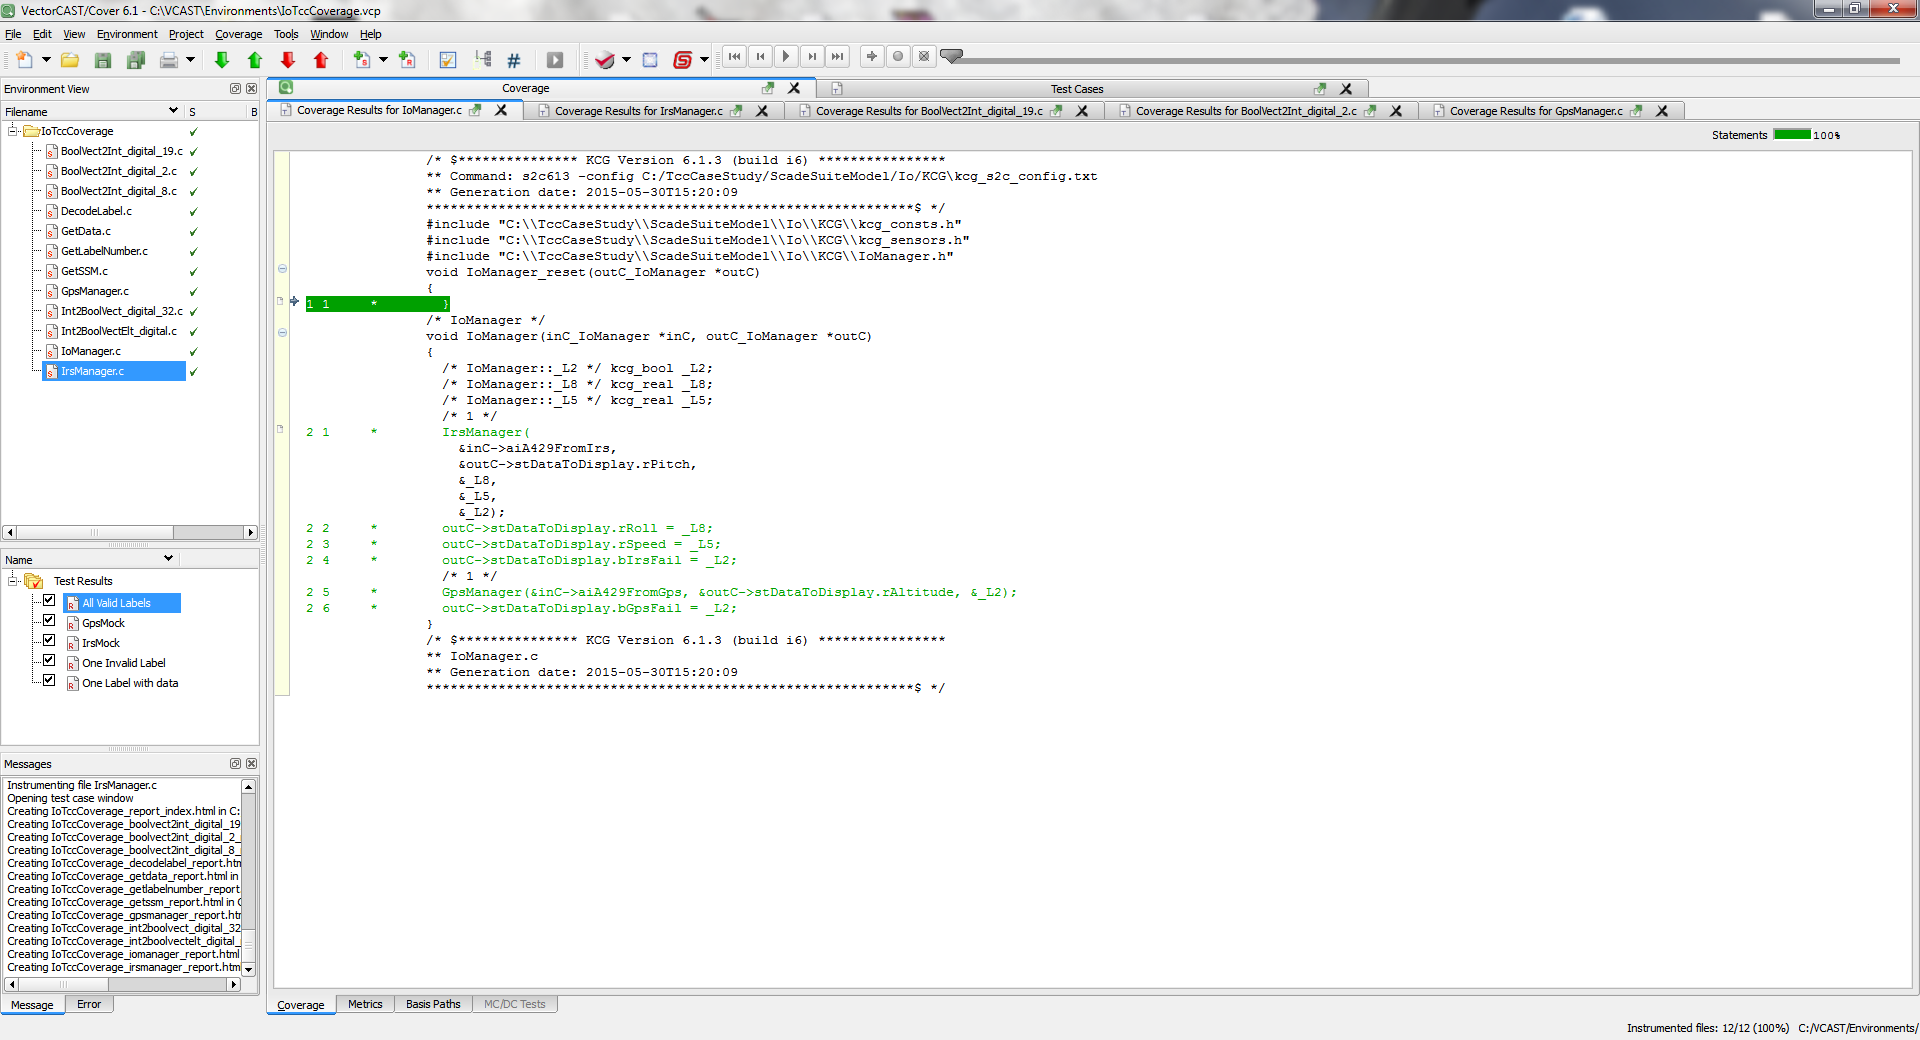 VectorCAST/Cover 6.1 - C:\VCAST\Environments\IoTccCoverage.vcp
File Edit View Environment Project Coverage Tools Window Help
Environment View
Filename S B
IoTccCoverage
BoolVect2Int_digital_19.c
BoolVect2Int_digital_2.c
BoolVect2Int_digital_8.c
DecodeLabel.c
GetData.c
GetLabelNumber.c
GetSSM.c
GpsManager.c
Int2BoolVect_digital_32.c
Int2BoolVectElt_digital.c
IoManager.c
IrsManager.c
Name
Test Results
All Valid Labels
GpsMock
IrsMock
One Invalid Label
One Label with data
Messages
Instrumenting file IrsManager.c
Opening test case window
Creating IoTccCoverage_report_index.html in C:
Creating IoTccCoverage_boolvect2int_digital_19
Creating IoTccCoverage_boolvect2int_digital_2_
Creating IoTccCoverage_boolvect2int_digital_8_
Creating IoTccCoverage_decodelabel_report.htm
Creating IoTccCoverage_getdata_report.html in
Creating IoTccCoverage_getlabelnumber_report.
Creating IoTccCoverage_getssm_report.html in C
Creating IoTccCoverage_gpsmanager_report.htm
Creating IoTccCoverage_int2boolvect_digital_32
Creating IoTccCoverage_int2boolvectelt_digital_
Creating IoTccCoverage_iomanager_report.html
Creating IoTccCoverage_irsmanager_report.htm
Message Error
Coverage Test Cases
Coverage Results for IoManager.c Coverage Results for IrsManager.c Coverage Results for BoolVect2Int_digital_19.c Coverage Results for BoolVect2Int_digital_2.c Coverage Results for GpsManager.c
Statements 100%
/* $*************** KCG Version 6.1.3 (build i6) ****************
** Command: s2c613 -config C:/TccCaseStudy/ScadeSuiteModel/Io/KCG\kcg_s2c_config.txt
** Generation date: 2015-05-30T15:20:09
*************************************************************$ */
#include "C:\\TccCaseStudy\\ScadeSuiteModel\\Io\\KCG\\kcg_consts.h"
#include "C:\\TccCaseStudy\\ScadeSuiteModel\\Io\\KCG\\kcg_sensors.h"
#include "C:\\TccCaseStudy\\ScadeSuiteModel\\Io\\KCG\\IoManager.h"
void IoManager_reset(outC_IoManager *outC)
{
1 1 * }
/* IoManager */
void IoManager(inC_IoManager *inC, outC_IoManager *outC)
{
/* IoManager::_L2 */ kcg_bool _L2;
/* IoManager::_L8 */ kcg_real _L8;
/* IoManager::_L5 */ kcg_real _L5;
/* 1 */
2 1 * IrsManager(
&inC->aiA429FromIrs,
&outC->stDataToDisplay.rPitch,
&_L8,
&_L5,
&_L2);
2 2 * outC->stDataToDisplay.rRoll = _L8;
2 3 * outC->stDataToDisplay.rSpeed = _L5;
2 4 * outC->stDataToDisplay.bIrsFail = _L2;
/* 1 */
2 5 * GpsManager(&inC->aiA429FromGps, &outC->stDataToDisplay.rAltitude, &_L2);
2 6 * outC->stDataToDisplay.bGpsFail = _L2;
}
/* $*************** KCG Version 6.1.3 (build i6) ****************
** IoManager.c
** Generation date: 2015-05-30T15:20:09
*************************************************************$ */
Coverage Metrics Basis Paths MC/DC Tests
Instrumented files: 12/12 (100%) C:/VCAST/Environments/